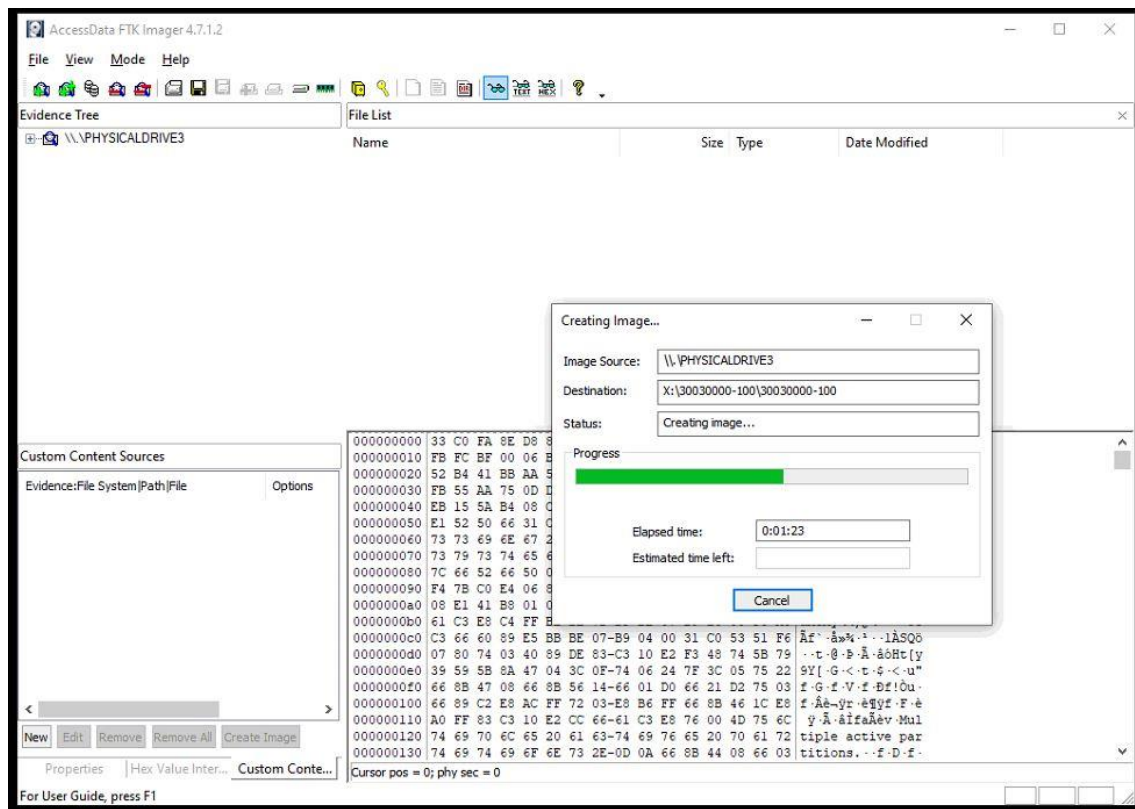 AccessData FTK Imager 4.7.1.2
File View Mode Help
Evidence Tree
File List
\\.\PHYSICALDRIVE3
Name Size Type Date Modified
Creating Image...
Image Source: \\.\PHYSICALDRIVE3
Destination: X:\30030000-100\30030000-100
Status: Creating image...
Progress
Elapsed time: 0:01:23
Estimated time left:
Cancel
Custom Content Sources
Evidence:File System|Path|File Options
New Edit Remove Remove All Create Image
Properties Hex Value Inter... Custom Conte...
000000000 33 C0 FA 8E D8
000000010 FB FC BF 00 06
000000020 52 B4 41 BB AA
000000030 FB 55 AA 75 0D
000000040 EB 15 5A B4 08
000000050 E1 52 50 66 31
000000060 73 73 69 6E 67
000000070 73 79 73 74 65
000000080 7C 66 52 66 50
000000090 F4 7B C0 E4 06
0000000a0 08 E1 41 B8 01
0000000b0 61 C3 E8 C4 FF
0000000c0 C3 66 60 89 E5 BB BE 07-B9 04 00 31 C0 53 51 F6
0000000d0 07 80 74 03 40 89 DE 83-C3 10 E2 F3 48 74 5B 79
0000000e0 39 59 5B 8A 47 04 3C 0F-74 06 24 7F 3C 05 75 22
0000000f0 66 8B 47 08 66 8B 56 14-66 01 D0 66 21 D2 75 03
000000100 66 89 C2 E8 AC FF 72 03-E8 B6 FF 66 8B 46 1C E8
000000110 A0 FF 83 C3 10 E2 CC 66-61 C3 E8 76 00 4D 75 6C
000000120 74 69 70 6C 65 20 61 63-74 69 76 65 20 70 61 72 tiple active par
000000130 74 69 74 69 6F 6E 73 2E-0D 0A 66 8B 44 08 66 03 titions.··f·D·f·
Cursor pos = 0; phy sec = 0
For User Guide, press F1